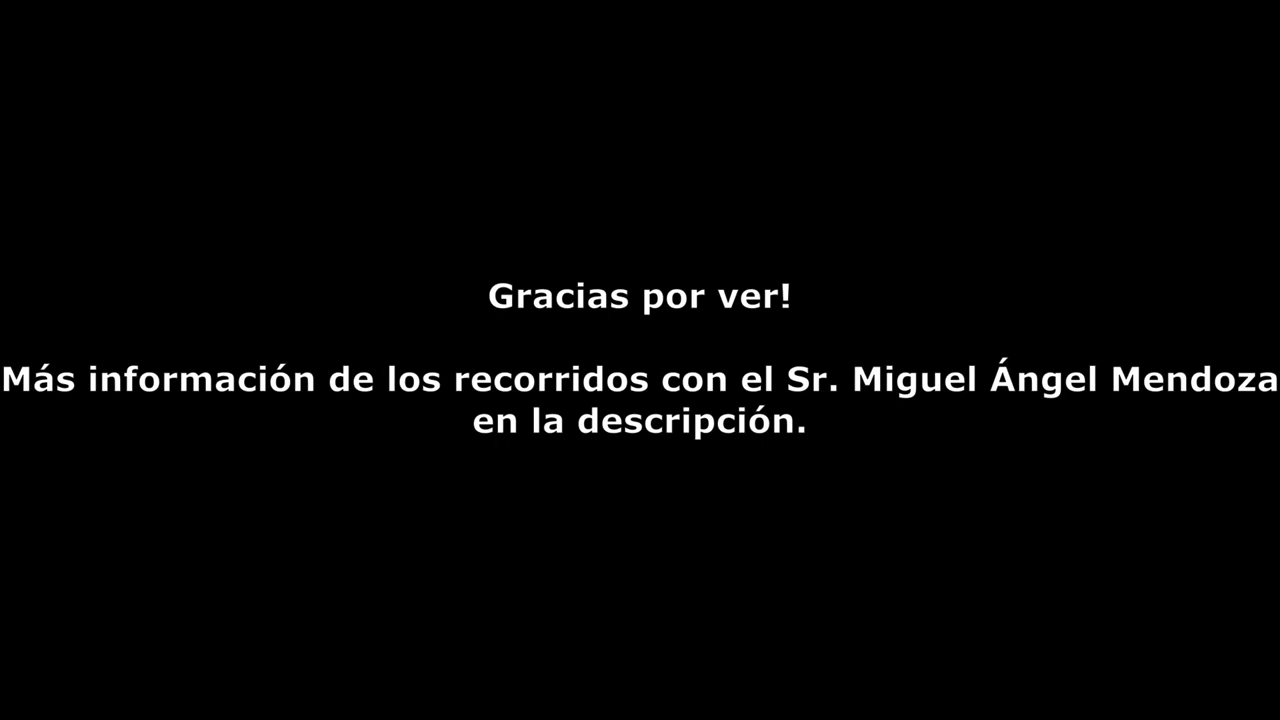 Gracias por ver!
Más información de los recorridos con el Sr. Miguel Ángel Mendoza
en la descripción.